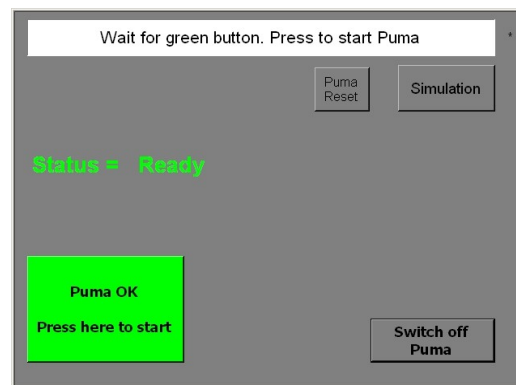 Wait for green button. Press to start Puma
*
Puma
Reset
Simulation
Status = Ready
Puma OK
Press here to start
Switch off
Puma